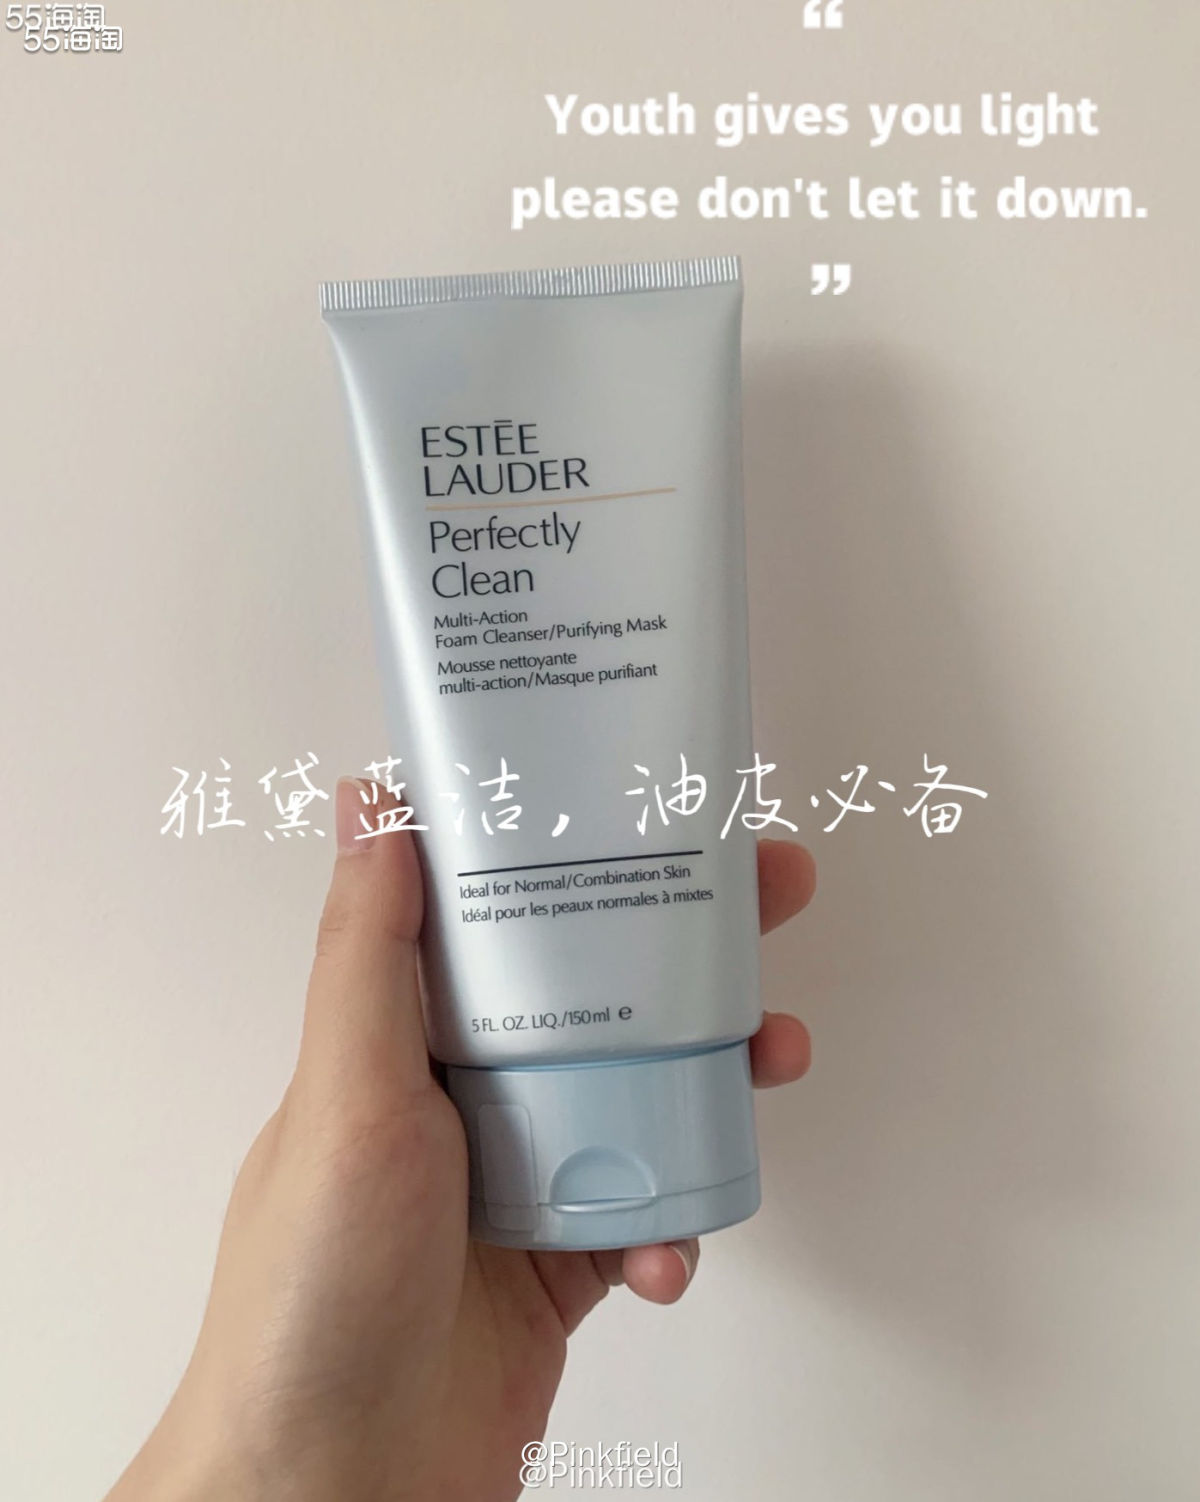 55海淘
55海淘
“
Youth gives you light
please don't let it down.
”
ESTĒE
LAUDER
Perfectly
Clean
Multi-Action
Foam Cleanser/Purifying Mask
Mousse nettoyante
multi-action/Masque purifiant
雅黛蓝洁，油皮必备
Ideal for Normal/Combination Skin
Idéal pour les peaux normales à mixtes
5 FL. OZ. LIQ./150 ml ℮
@Pinkfield
@Pinkfield